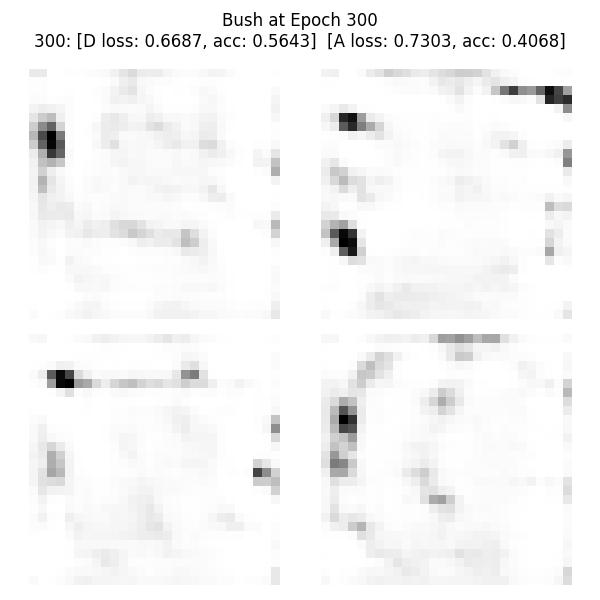 Bush at Epoch 300
300: [D loss: 0.6687, acc: 0.5643]  [A loss: 0.7303, acc: 0.4068]